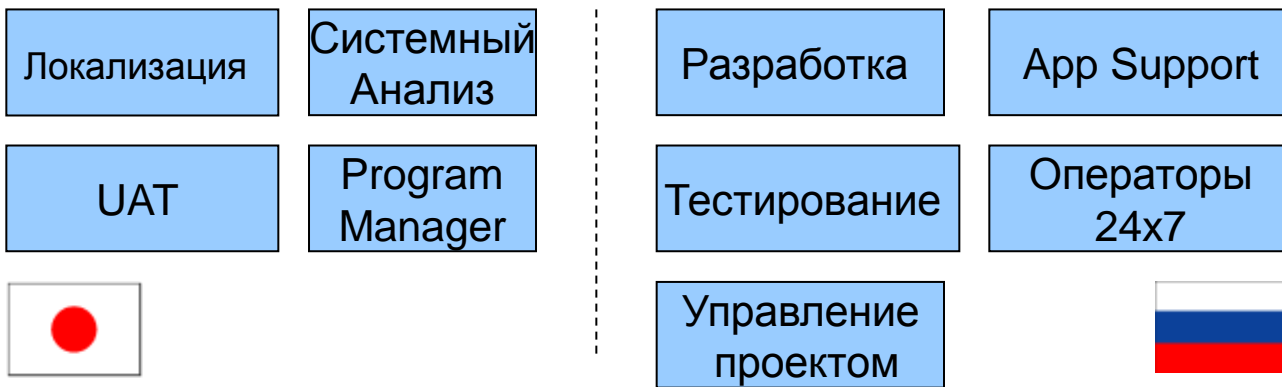 Локализация
Системный
Анализ
Разработка
App Support
UAT
Program
Manager
Тестирование
Операторы
24x7
Управление
проектом